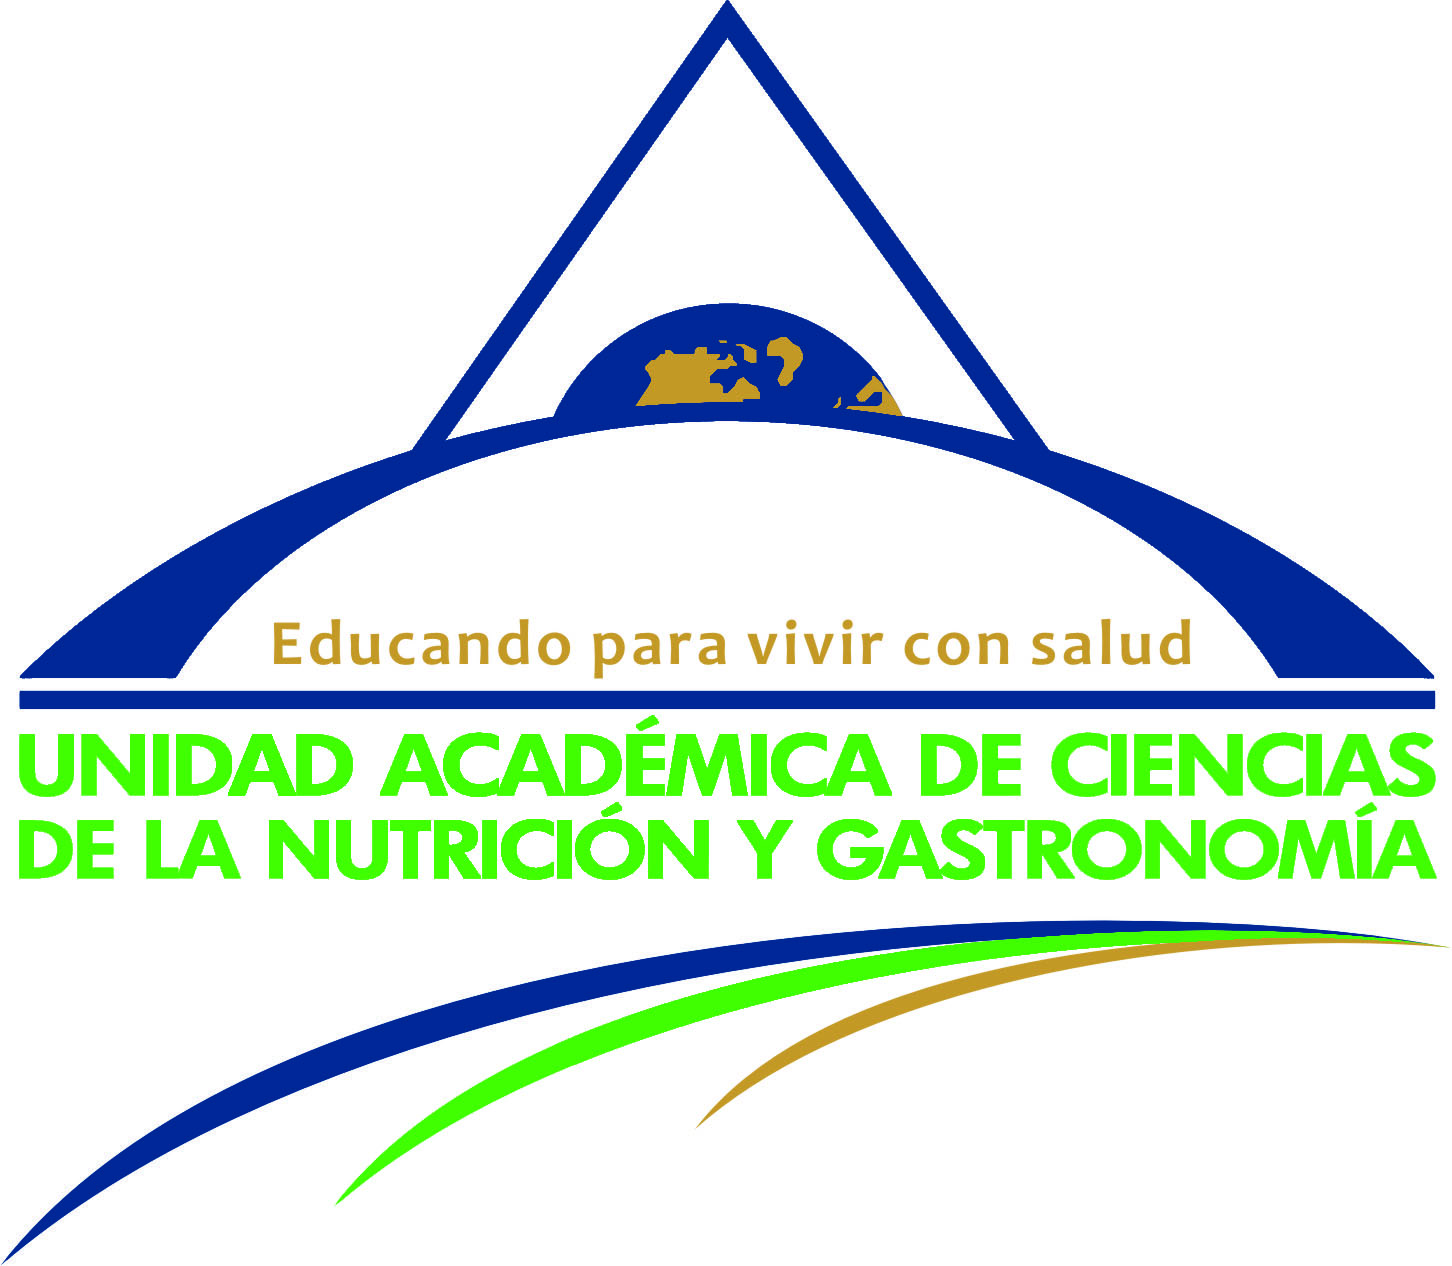 Educando para vivir con salud
UNIDAD ACADÉMICA DE CIENCIAS
DE LA NUTRICIÓN Y GASTRONOMÍA